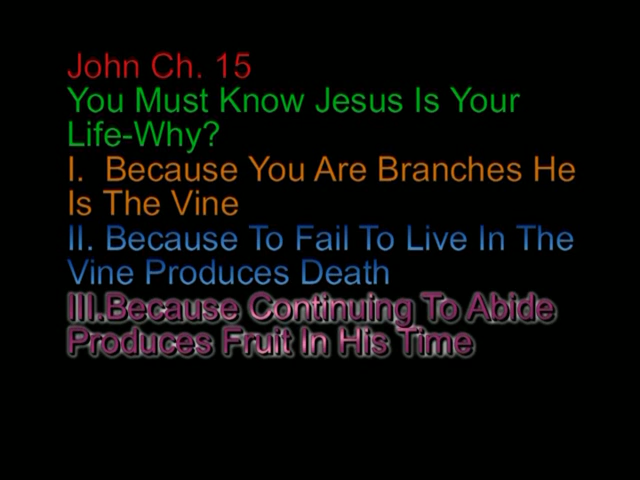 John Ch. 15
You Must Know Jesus Is Your
Life-Why?
I.  Because You Are Branches He
Is The Vine
II. Because To Fail To Live In The
Vine Produces Death
III.Because Continuing To Abide
Produces Fruit In His Time